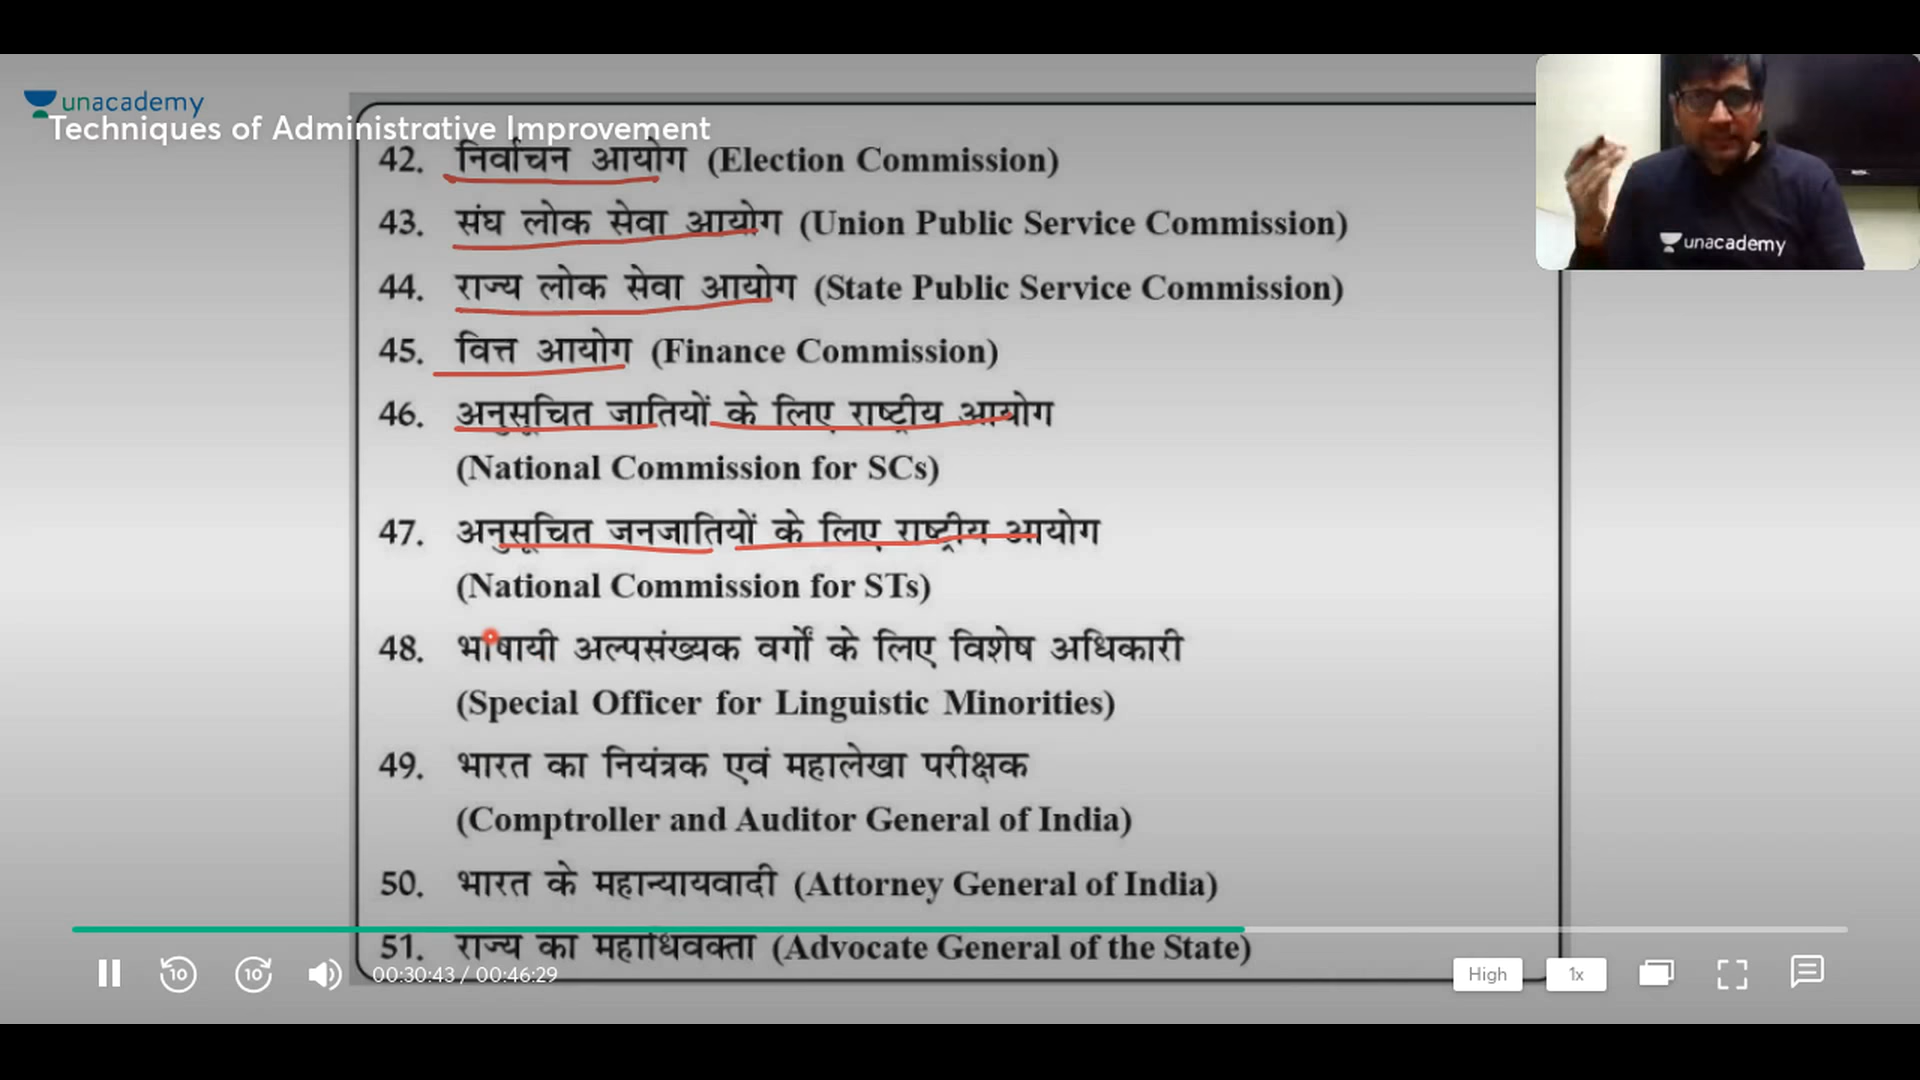 unacademy
Techniques of Administrative Improvement
42. निर्वाचन आयोग (Election Commission)
43. संघ लोक सेवा आयोग (Union Public Service Commission)
44. राज्य लोक सेवा आयोग (State Public Service Commission)
45. वित्त आयोग (Finance Commission)
46. अनुसूचित जातियों के लिए राष्ट्रीय आयोग
(National Commission for SCs)
47. अनुसूचित जनजातियों के लिए राष्ट्रीय आयोग
(National Commission for STs)
48. भाषायी अल्पसंख्यक वर्गों के लिए विशेष अधिकारी
(Special Officer for Linguistic Minorities)
49. भारत का नियंत्रक एवं महालेखा परीक्षक
(Comptroller and Auditor General of India)
50. भारत के महान्यायवादी (Attorney General of India)
51. राज्य का महाधिवक्ता (Advocate General of the State)
unacademy
10 10 00:30:43 / 00:46:29 High 1x